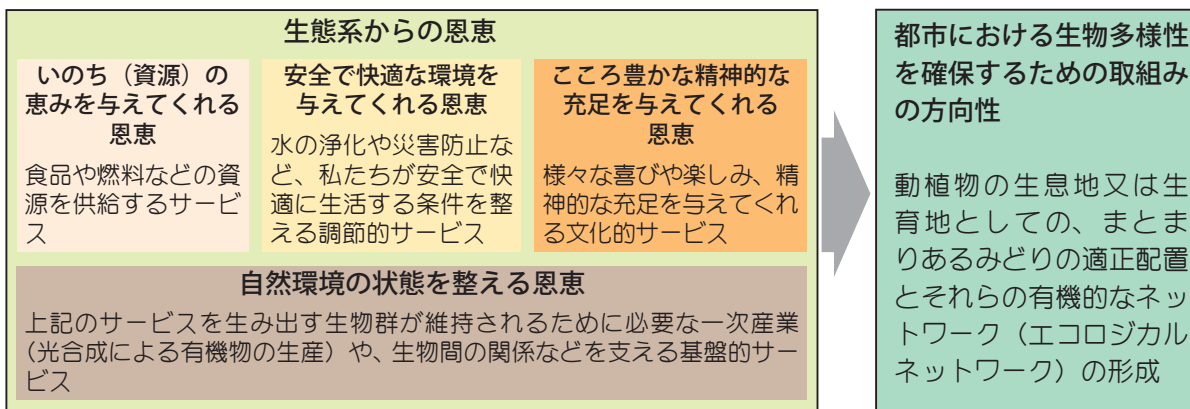 生態系からの恩恵
いのち（資源）の
恵みを与えてくれる
恩恵
食品や燃料などの資
源を供給するサービ
ス
安全で快適な環境を
与えてくれる恩恵
水の浄化や災害防止な
ど、私たちが安全で快
適に生活する条件を整
える調節的サービス
こころ豊かな精神的な
充足を与えてくれる
恩恵
様々な喜びや楽しみ、精
神的な充足を与えてくれ
る文化的サービス
自然環境の状態を整える恩恵
上記のサービスを生み出す生物群が維持されるために必要な一次産業
（光合成による有機物の生産）や、生物間の関係などを支える基盤的サー
ビス
都市における生物多様性
を確保するための取組み
の方向性
動植物の生息地又は生
育地としての、まとま
りあるみどりの適正配置
とそれらの有機的なネッ
トワーク（エコロジカル
ネットワーク）の形成